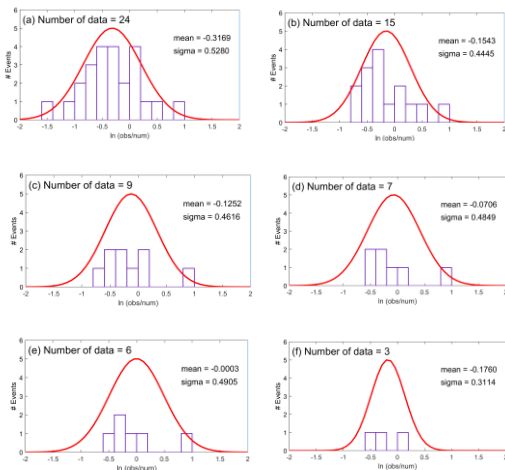 (a) Number of data = 24
mean = -0.3169
sigma = 0.5280
# Events
5
4
3
2
1
0
-2 -1.5 -1 -0.5 0 0.5 1 1.5 2
ln (obs/num)
(b) Number of data = 15
mean = -0.1543
sigma = 0.4445
# Events
6
5
4
3
2
1
0
-2 -1.5 -1 -0.5 0 0.5 1 1.5 2
ln (obs/num)
(c) Number of data = 9
mean = -0.1252
sigma = 0.4616
# Events
6
5
4
3
2
1
0
-2 -1.5 -1 -0.5 0 0.5 1 1.5 2
ln (obs/num)
(d) Number of data = 7
mean = -0.0706
sigma = 0.4849
# Events
6
5
4
3
2
1
0
-2 -1.5 -1 -0.5 0 0.5 1 1.5 2
ln (obs/num)
(e) Number of data = 6
mean = -0.0003
sigma = 0.4905
# Events
6
5
4
3
2
1
0
-2 -1.5 -1 -0.5 0 0.5 1 1.5 2
ln (obs/num)
(f) Number of data = 3
mean = -0.1760
sigma = 0.3114
# Events
6
5
4
3
2
1
0
-2 -1.5 -1 -0.5 0 0.5 1 1.5 2
ln (obs/num)